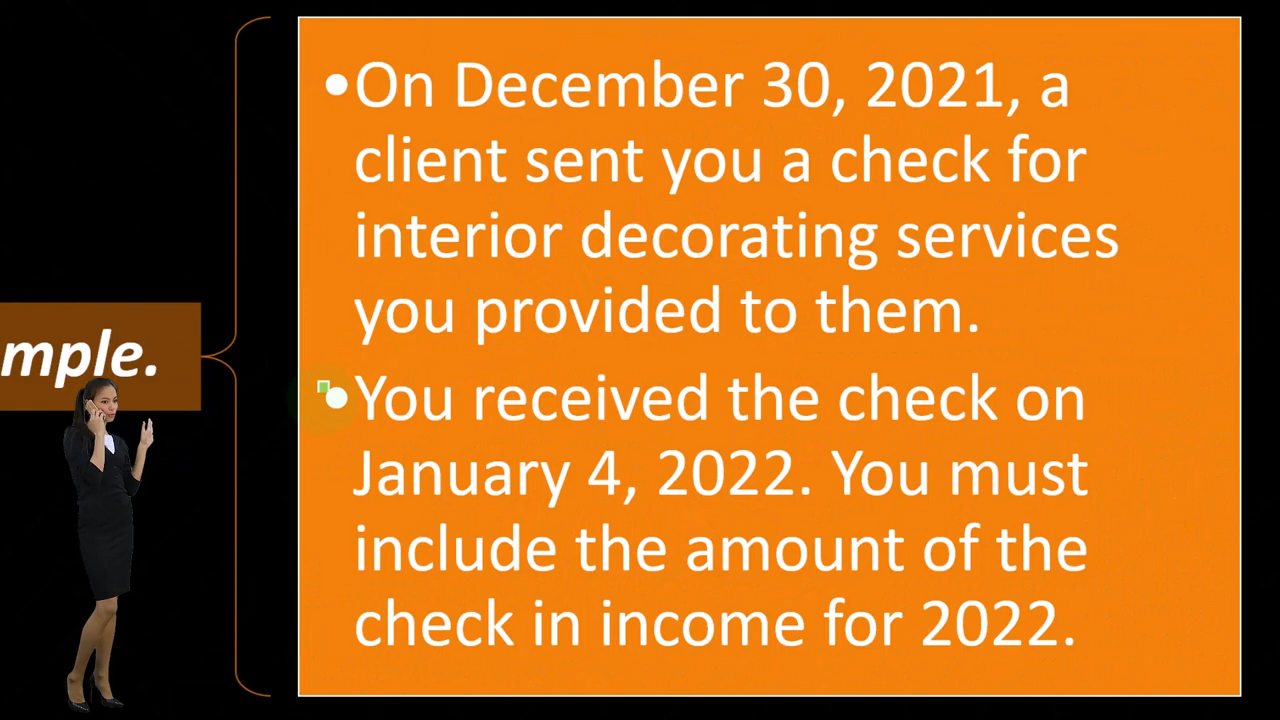 •On December 30, 2021, a
client sent you a check for
interior decorating services
you provided to them.
mple.
•You received the check on
January 4, 2022. You must
include the amount of the
check in income for 2022.